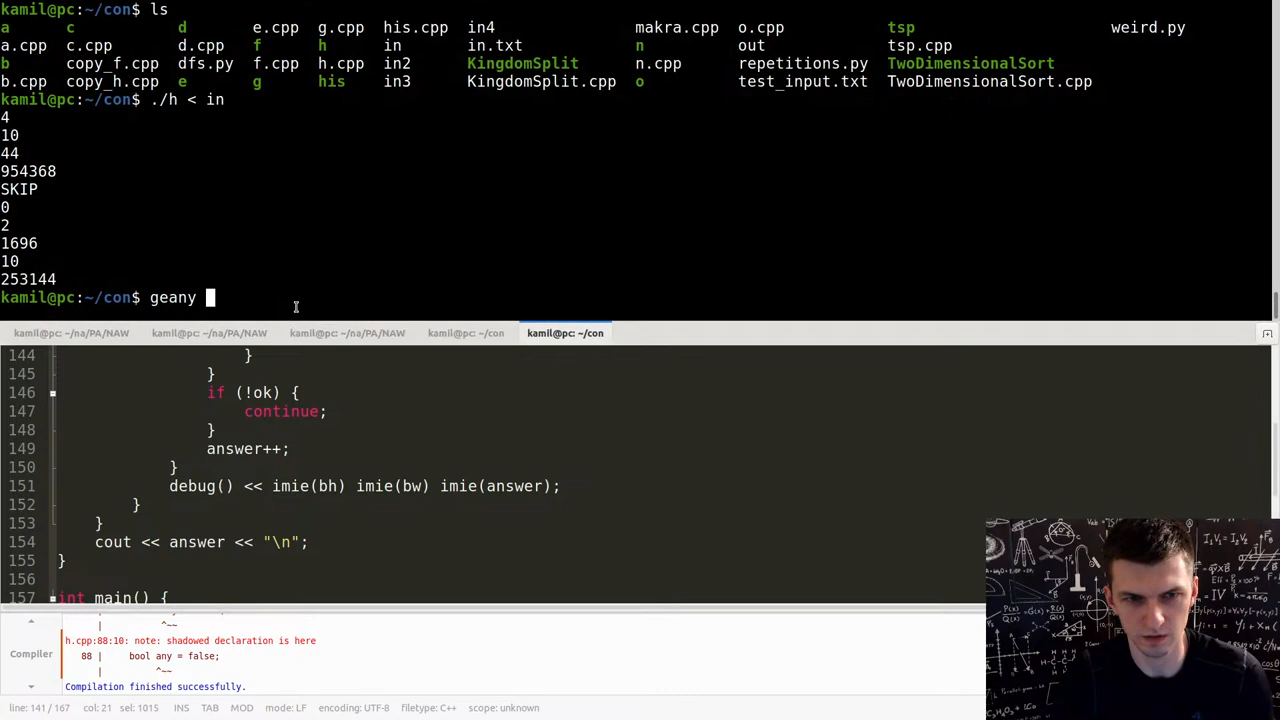 kamil@pc:~/con$ ls
a c d e.cpp g.cpp his.cpp in4 makra.cpp o.cpp tsp weird.py
a.cpp c.cpp d.cpp f h in in.txt n out tsp.cpp
b copy_f.cpp dfs.py f.cpp h.cpp in2 KingdomSplit n.cpp repetitions.py TwoDimensionalSort
b.cpp copy_h.cpp e g his in3 KingdomSplit.cpp o test_input.txt TwoDimensionalSort.cpp
kamil@pc:~/con$ ./h < in
4
10
44
954368
SKIP
0
2
1696
10
253144
kamil@pc:~/con$ geany
kamil@pc: ~/na/PA/NAW kamil@pc: ~/na/PA/NAW kamil@pc: ~/na/PA/NAW kamil@pc: ~/con kamil@pc: ~/con
144 }
145 }
146 if (!ok) {
147 continue;
148 }
149 answer++;
150 }
151 debug() << imie(bh) imie(bw) imie(answer);
152 }
153 }
154 cout << answer << "\n";
155 }
156
157 int main() {
| ^~~
h.cpp:88:10: note: shadowed declaration is here
88 | bool any = false;
Compiler
| ^~~
Compilation finished successfully.
line: 141 / 167 col: 21 sel: 1015 INS TAB MOD mode: LF encoding: UTF-8 filetype: C++ scope: unknown